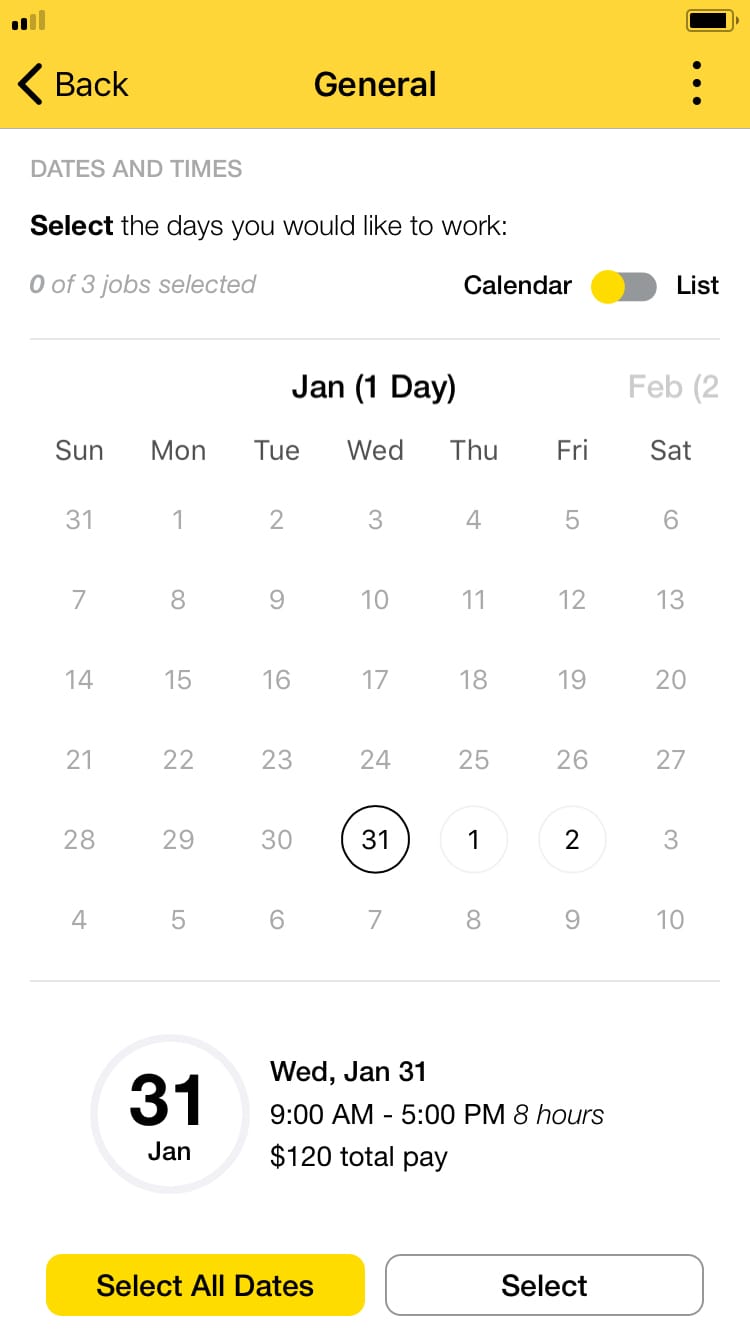 Back General
DATES AND TIMES
Select the days you would like to work:
0 of 3 jobs selected Calendar List
Jan (1 Day) Feb (2
Sun Mon Tue Wed Thu Fri Sat
31 1 2 3 4 5 6
7 8 9 10 11 12 13
14 15 16 17 18 19 20
21 22 23 24 25 26 27
28 29 30 31 1 2 3
4 5 6 7 8 9 10
31
Jan
Wed, Jan 31
9:00 AM - 5:00 PM 8 hours
$120 total pay
Select All Dates Select